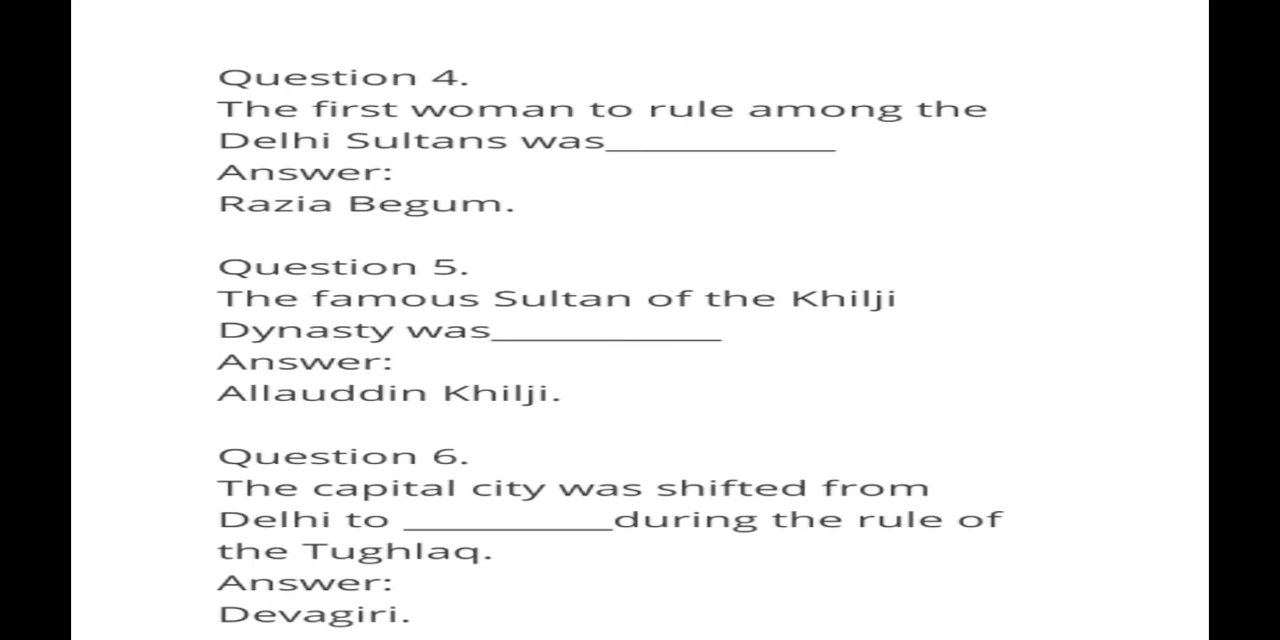 Question 4.
The first woman to rule among the
Delhi Sultans was_____________
Answer:
Razia Begum.
Question 5.
The famous Sultan of the Khilji
Dynasty was_____________
Answer:
Allauddin Khilji.
Question 6.
The capital city was shifted from
Delhi to ____________during the rule of
the Tughlaq.
Answer:
Devagiri.